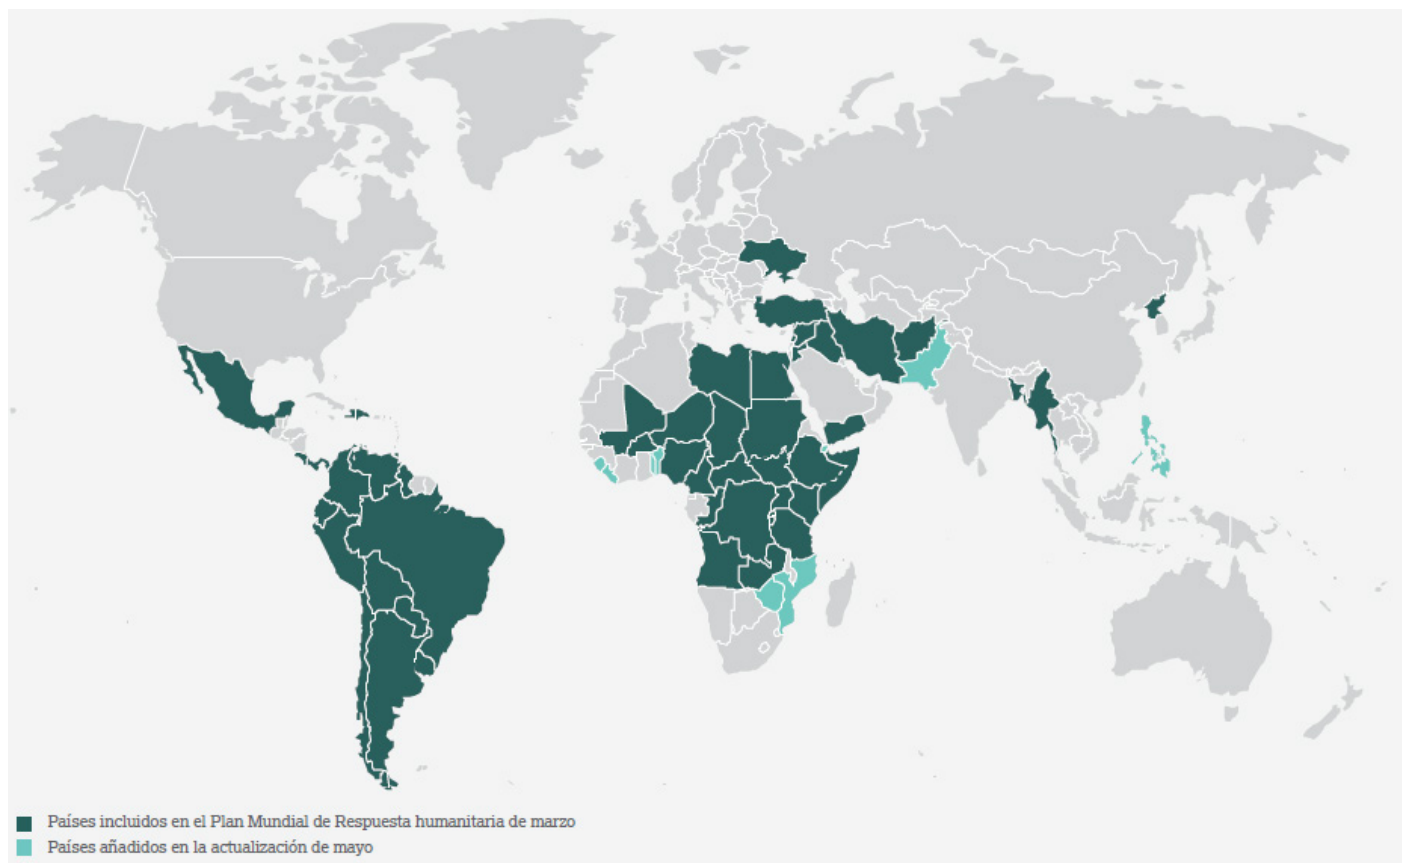 Países incluidos en el Plan Mundial de Respuesta humanitaria de marzo
Países añadidos en la actualización de mayo